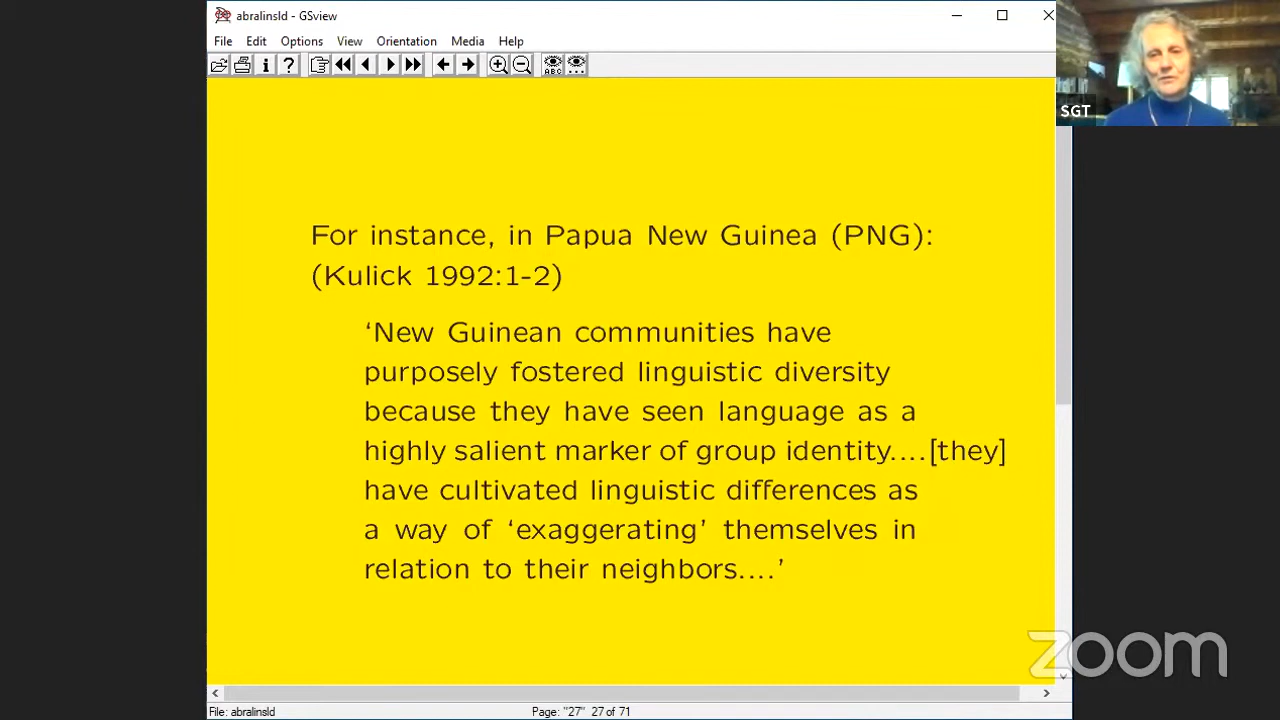 abralinsld - GSview
File Edit Options View Orientation Media Help
SGT
For instance, in Papua New Guinea (PNG):
(Kulick 1992:1-2)
‘New Guinean communities have
purposely fostered linguistic diversity
because they have seen language as a
highly salient marker of group identity....[they]
have cultivated linguistic differences as
a way of ‘exaggerating’ themselves in
relation to their neighbors....’
zoom
File: abralinsld Page: "27" 27 of 71